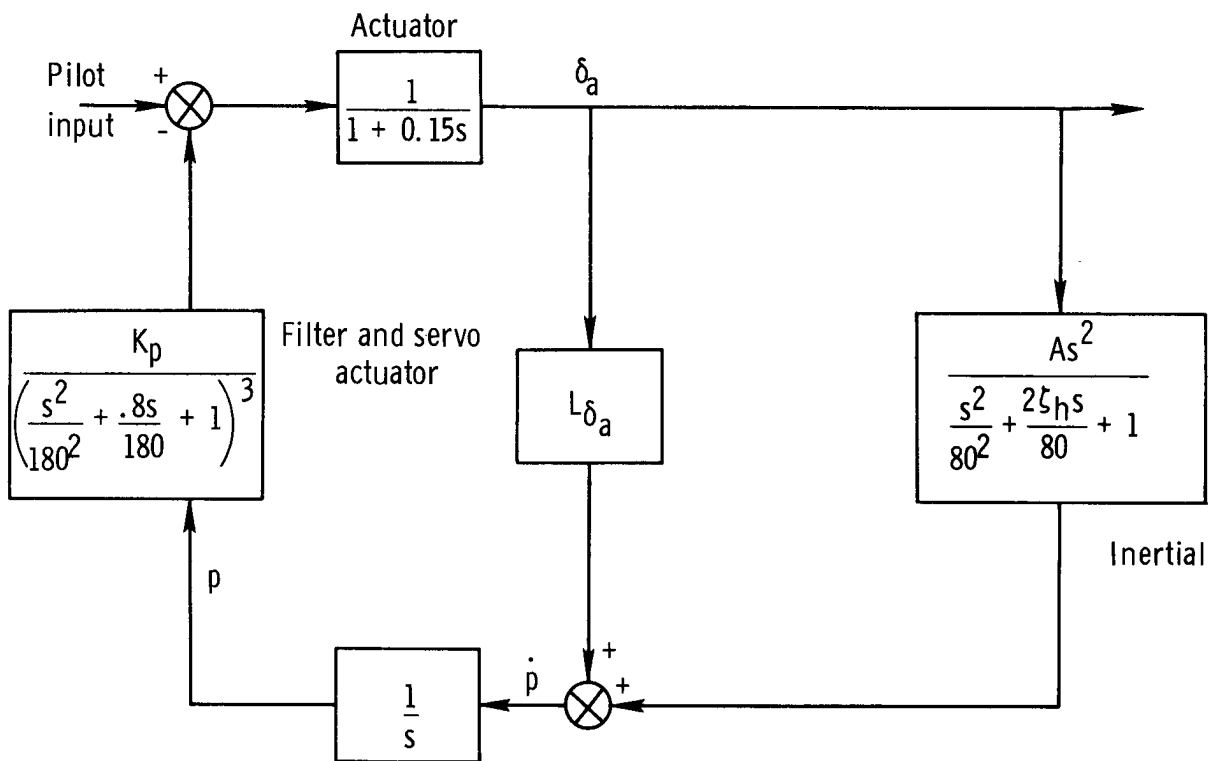 Actuator
Pilot
input
+
-
1
1 + 0.15s
δa
Kp
(s²/180² + .8s/180 + 1)³
Filter and servo
actuator
Lδa
As²
s²/80² + 2ζhs/80 + 1
Inertial
p
1
s
ṗ
+
+